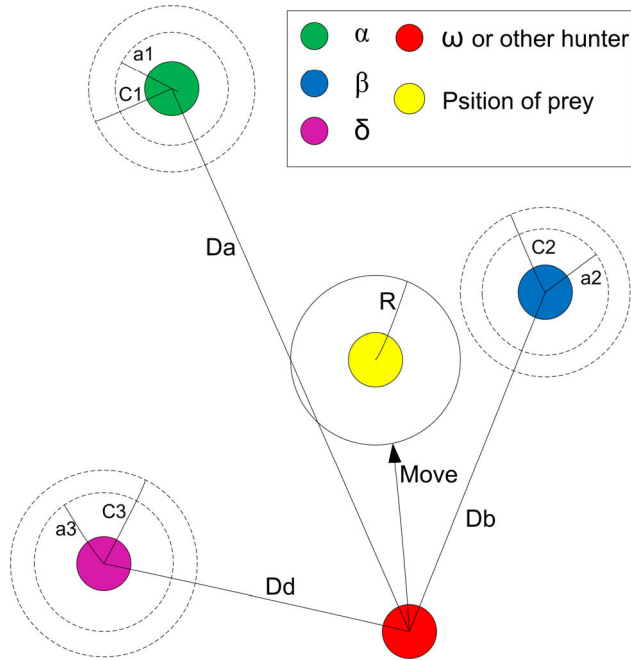 α
ω or other hunter
β
Psition of prey
δ
a1
C1
Da
C2
a2
R
Move
Db
C3
a3
Dd